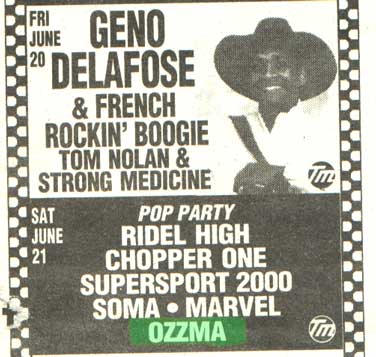 FRI
JUNE
20
GENO
DELAFOSE
& FRENCH
ROCKIN' BOOGIE
TOM NOLAN &
STRONG MEDICINE
Tm
SAT
JUNE
21
POP PARTY
RIDEL HIGH
CHOPPER ONE
SUPERSPORT 2000
SOMA • MARVEL
OZZMA
Tm